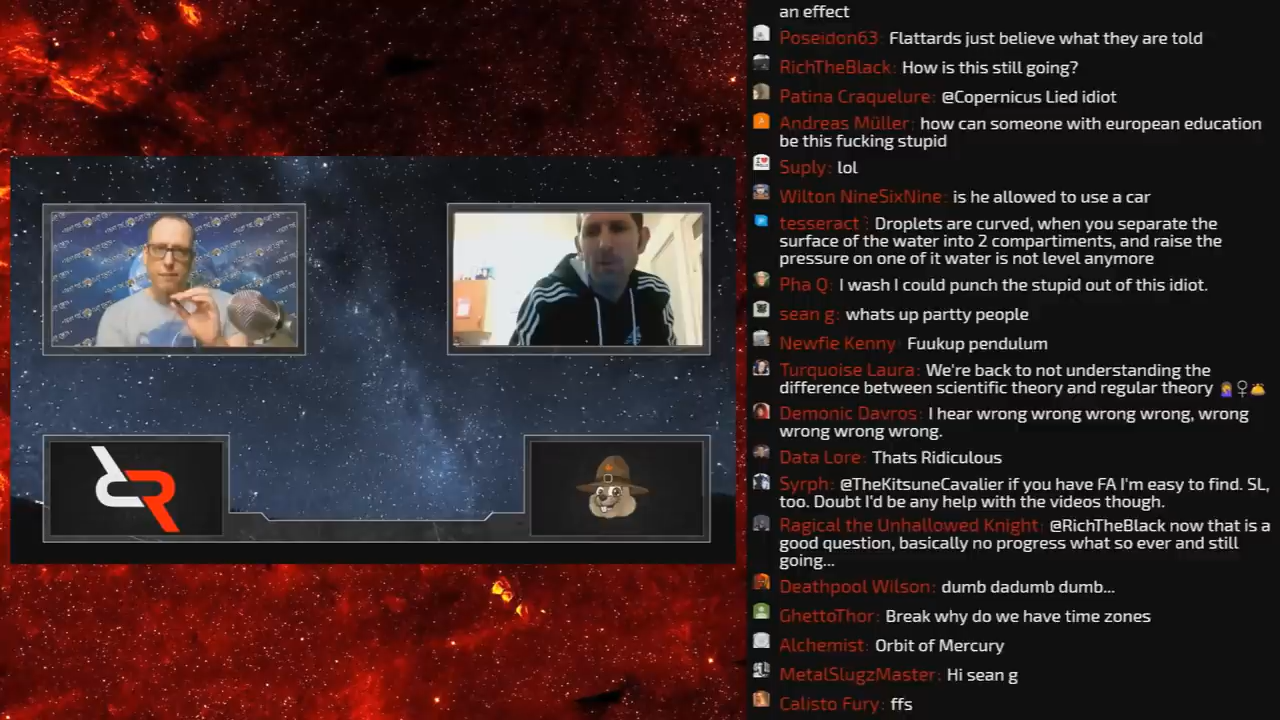 an effect
Poseidon63: Flattards just believe what they are told
RichTheBlack: How is this still going?
Patina Craquelure: @Copernicus Lied idiot
Andreas Müller: how can someone with european education
be this fucking stupid
Suply: lol
Wilton NineSixNine: is he allowed to use a car
tesseract : Droplets are curved, when you separate the
surface of the water into 2 compartiments, and raise the
pressure on one of it water is not level anymore
Pha Q: I wash I could punch the stupid out of this idiot.
sean g: whats up partty people
Newfie Kenny: Fuukup pendulum
Turquoise Laura: We're back to not understanding the
difference between scientific theory and regular theory 🤦♀🛎
Demonic Davros: I hear wrong wrong wrong wrong, wrong
wrong wrong wrong.
Data Lore: Thats Ridiculous
Syrph: @TheKitsuneCavalier if you have FA I'm easy to find. SL,
too. Doubt I'd be any help with the videos though.
Ragical the Unhallowed Knight: @RichTheBlack now that is a
good question, basically no progress what so ever and still
going...
Deathpool Wilson: dumb dadumb dumb...
GhettoThor: Break why do we have time zones
Alchemist: Orbit of Mercury
MetalSlugzMaster: Hi sean g
Calisto Fury: ffs